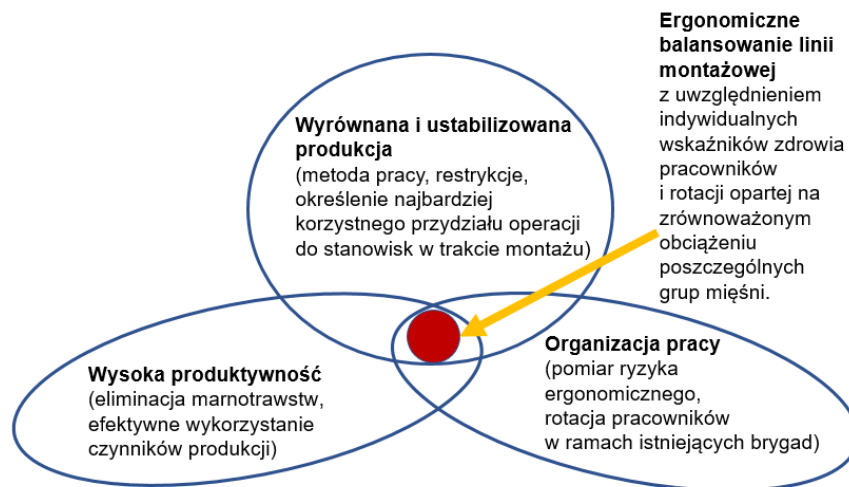 Ergonomiczne
balansowanie linii
montażowej
z uwzględnieniem
indywidualnych
wskaźników zdrowia
pracowników
i rotacji opartej na
zrównoważonym
obciążeniu
poszczególnych
grup mięśni.
Wyrównana i ustabilizowana
produkcja
(metoda pracy, restrykcje,
określenie najbardziej
korzystnego przydziału operacji
do stanowisk w trakcie montażu)
Wysoka produktywność
(eliminacja marnotrawstw,
efektywne wykorzystanie
czynników produkcji)
Organizacja pracy
(pomiar ryzyka
ergonomicznego,
rotacja pracowników
w ramach istniejących brygad)